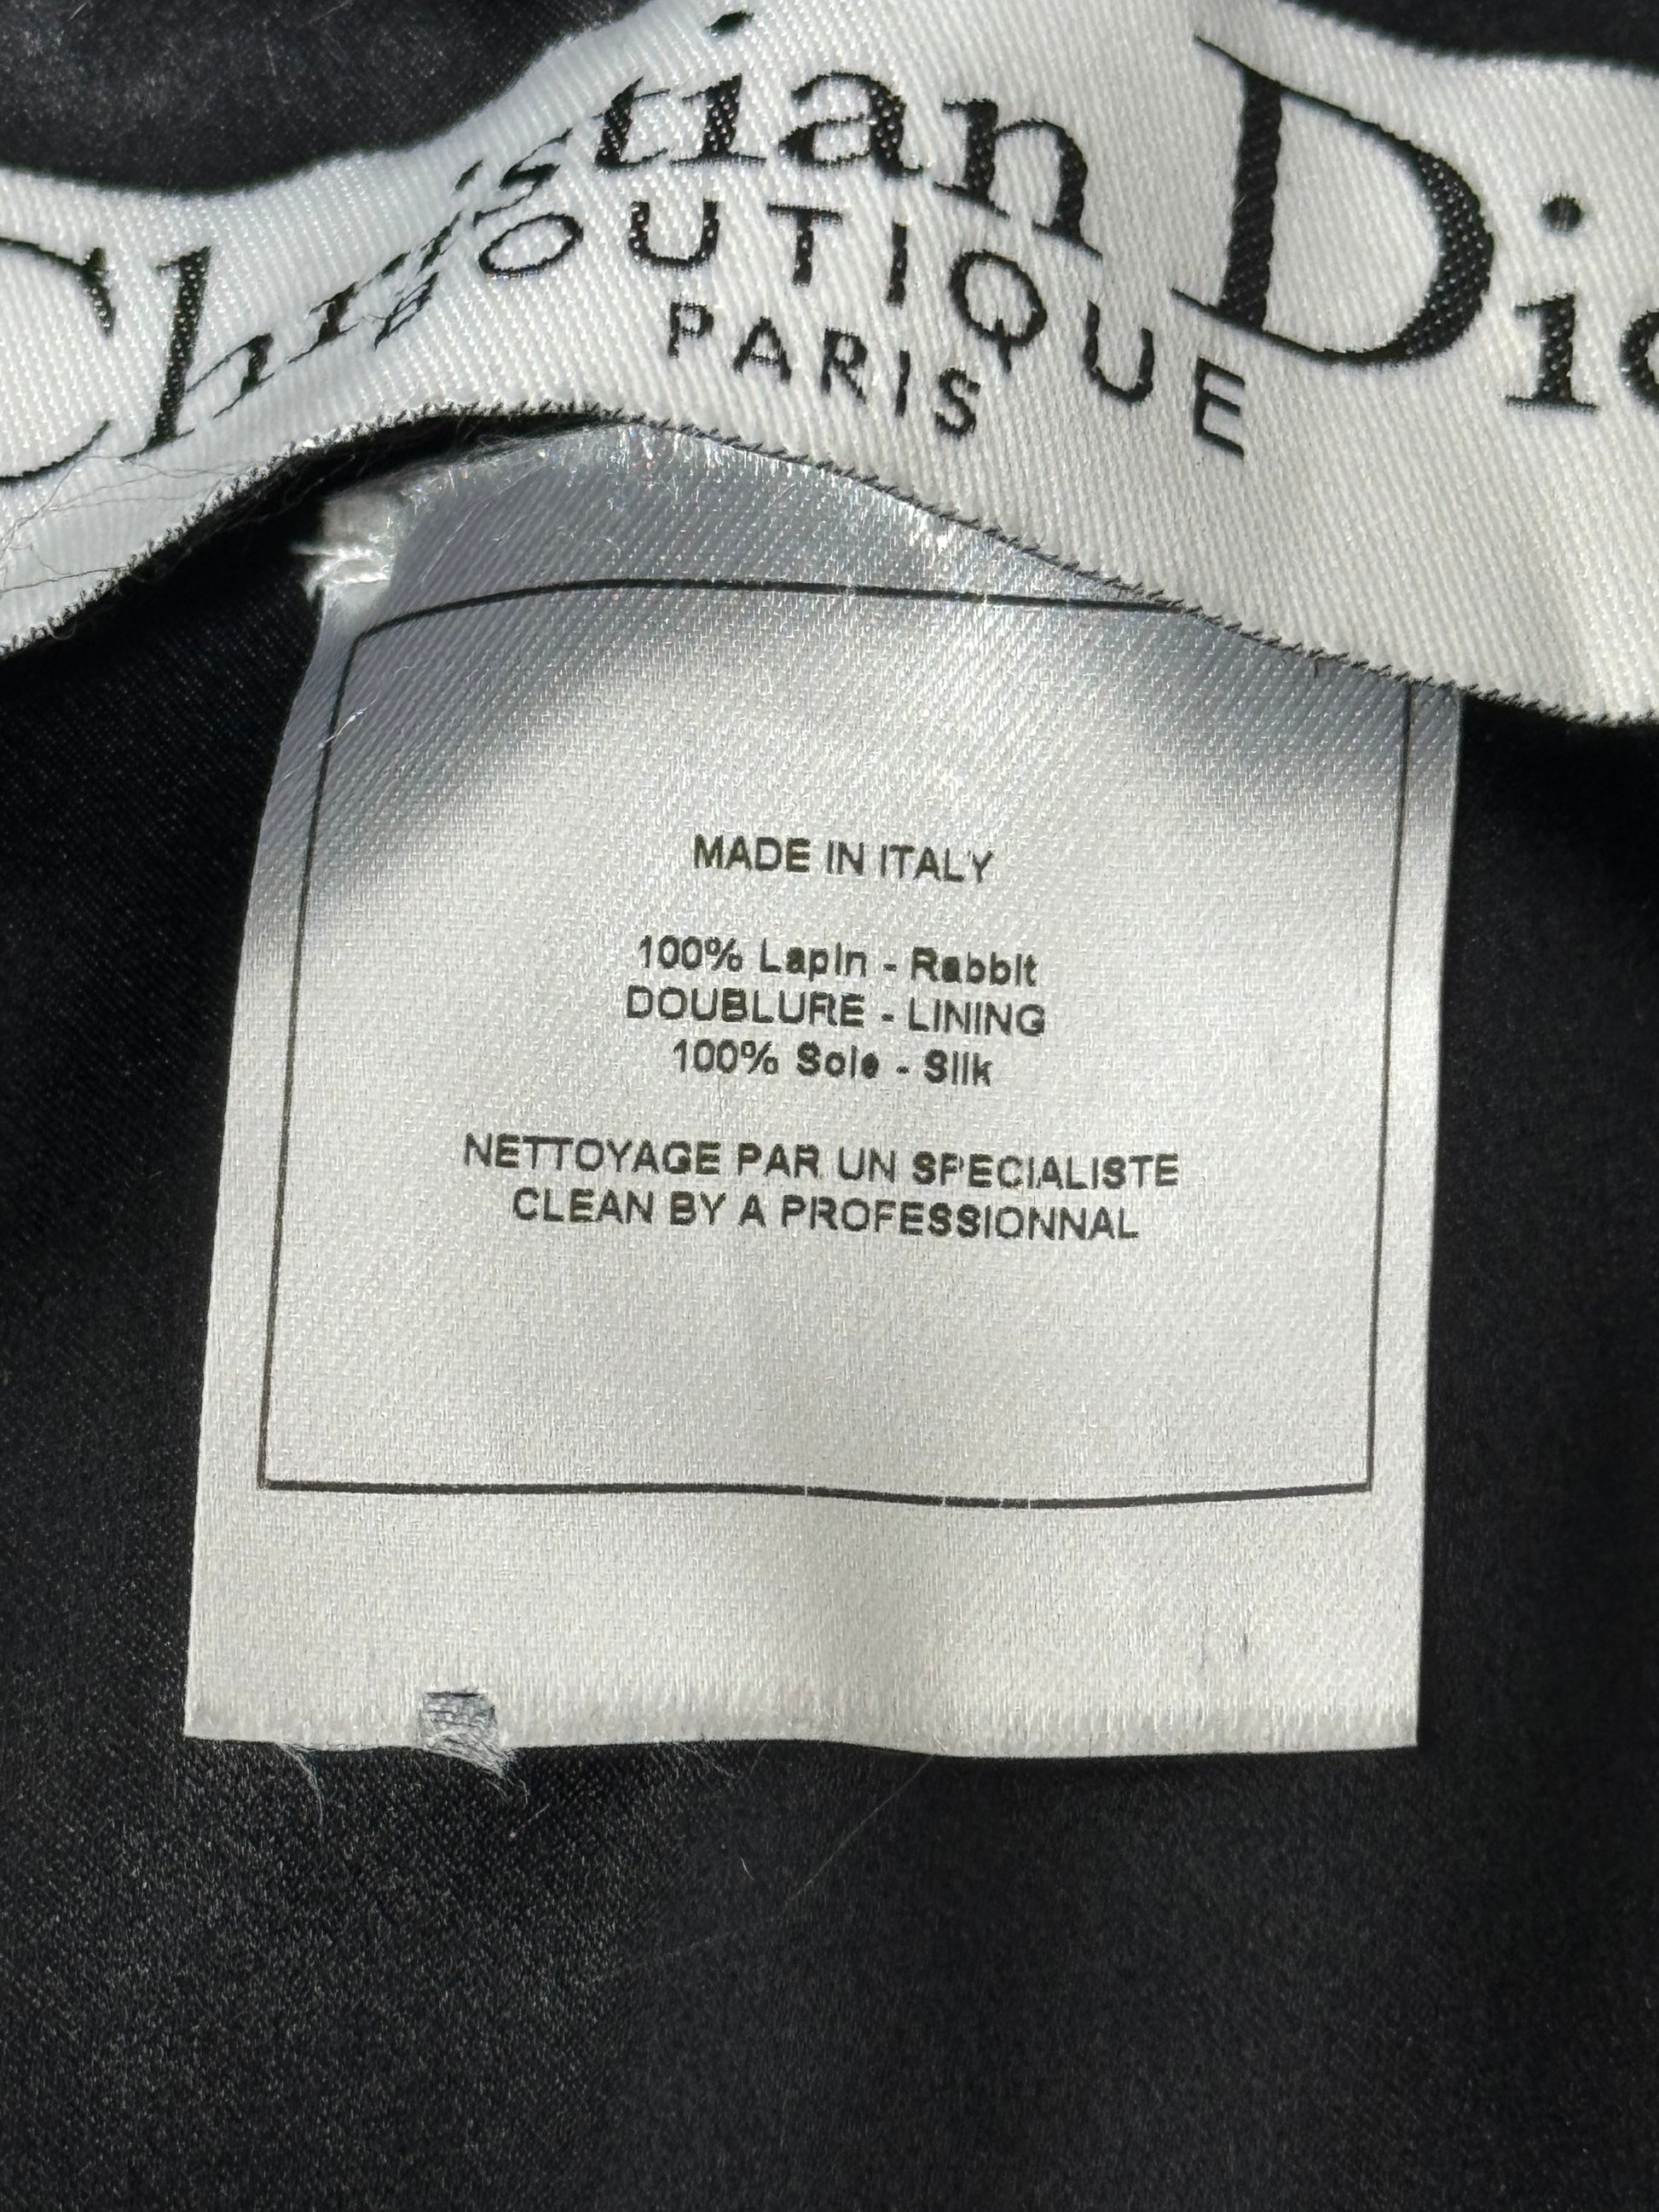 Christian Dio
BOUTIQUE
PARIS
MADE IN ITALY
100% Lapin - Rabbit
DOUBLURE - LINING
100% Soie - Silk
NETTOYAGE PAR UN SPECIALISTE
CLEAN BY A PROFESSIONNAL